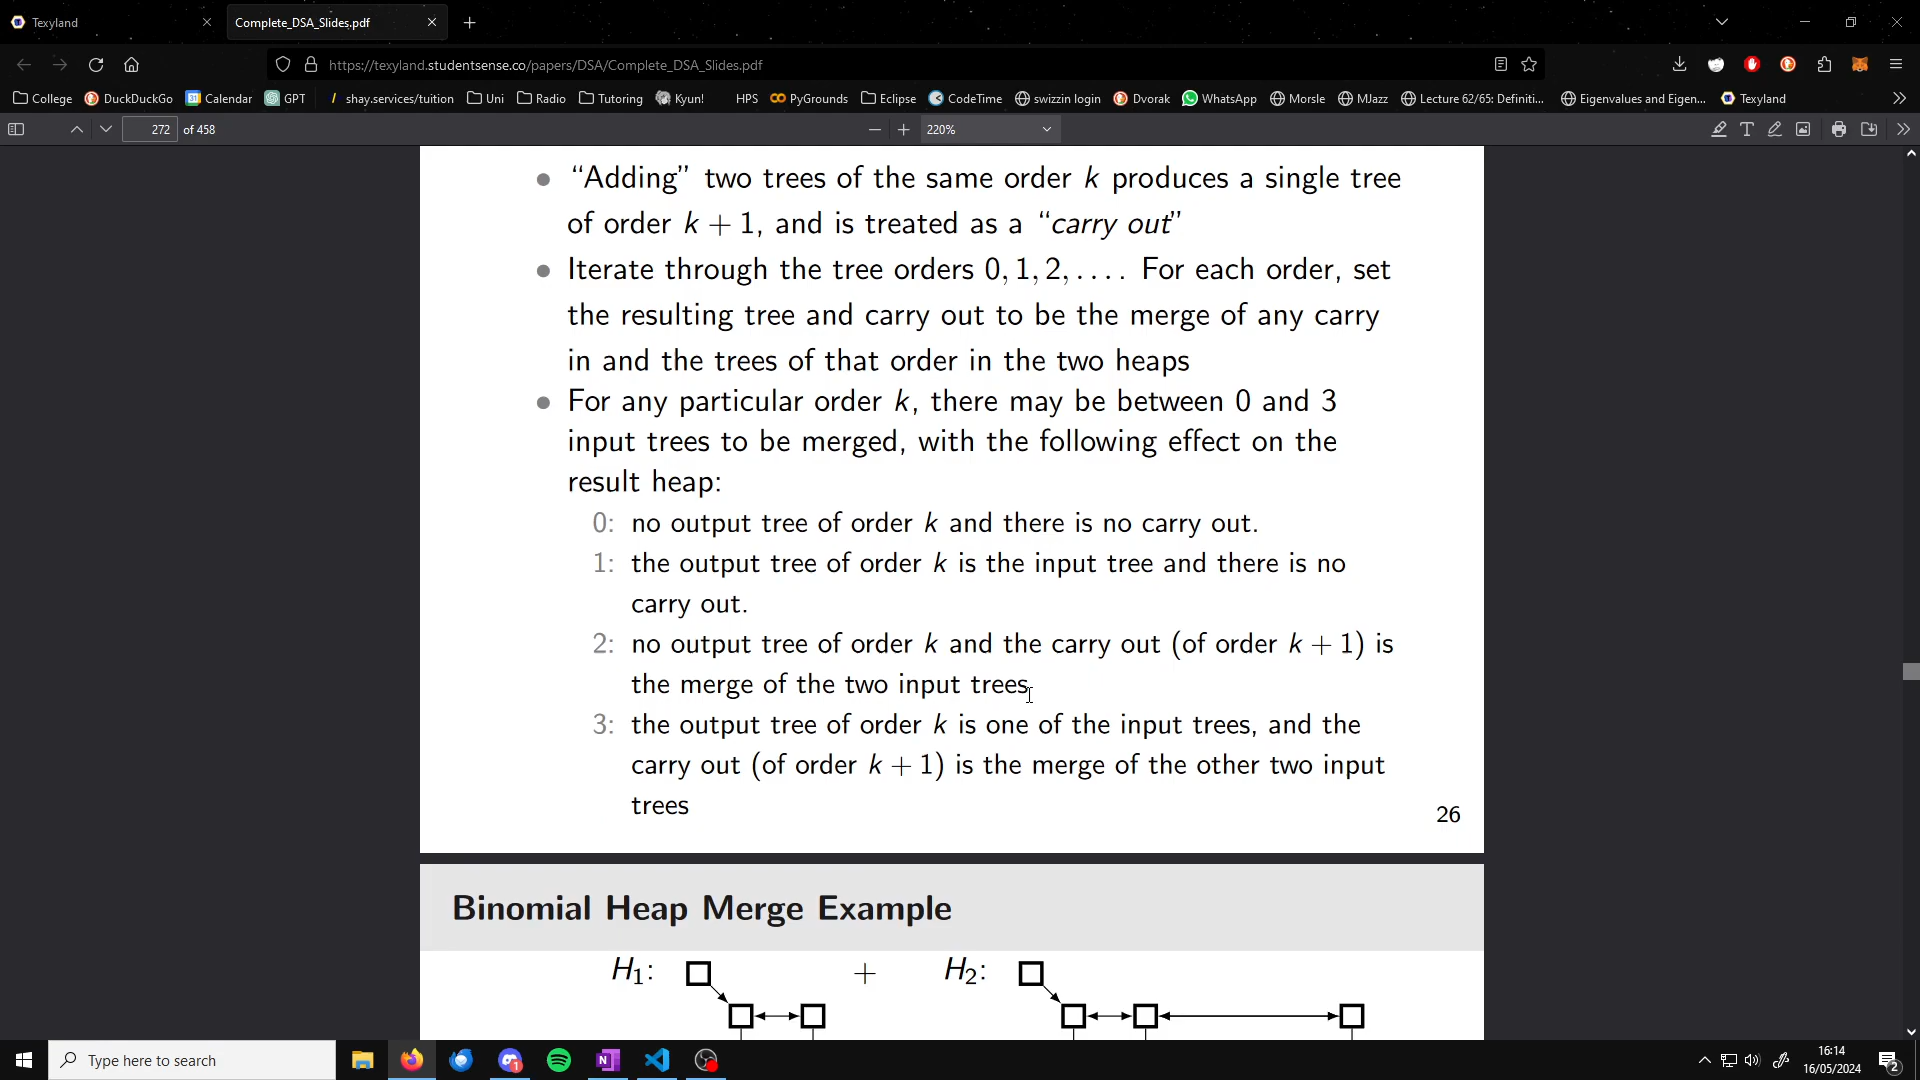 Texyland
Complete_DSA_Slides.pdf
https://texyland.studentsense.co/papers/DSA/Complete_DSA_Slides.pdf
College DuckDuckGo Calendar GPT shay.services/tuition Uni Radio Tutoring Kyun! HPS PyGrounds Eclipse CodeTime swizzin login Dvorak WhatsApp Morsle MJazz Lecture 62/65: Definiti... Eigenvalues and Eigen... Texyland
272 of 458 220%
• “Adding” two trees of the same order k produces a single tree
of order k + 1, and is treated as a “carry out”
• Iterate through the tree orders 0, 1, 2, . . . . For each order, set
the resulting tree and carry out to be the merge of any carry
in and the trees of that order in the two heaps
• For any particular order k, there may be between 0 and 3
input trees to be merged, with the following effect on the
result heap:
0: no output tree of order k and there is no carry out.
1: the output tree of order k is the input tree and there is no
carry out.
2: no output tree of order k and the carry out (of order k + 1) is
the merge of the two input trees
3: the output tree of order k is one of the input trees, and the
carry out (of order k + 1) is the merge of the other two input
trees
26
Binomial Heap Merge Example
H1: + H2:
Type here to search
16:14
16/05/2024
1
2